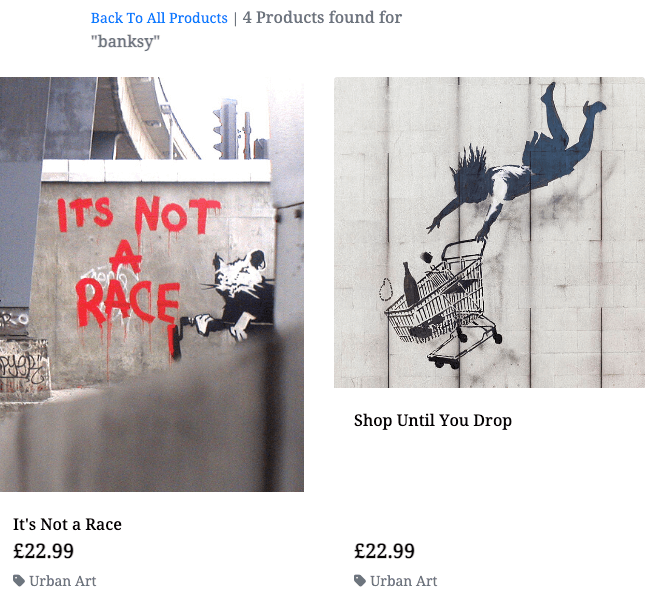 Back To All Products | 4 Products found for
"banksy"
ITS NOT
A
RACE
Shop Until You Drop
It's Not a Race
£22.99
Urban Art
£22.99
Urban Art